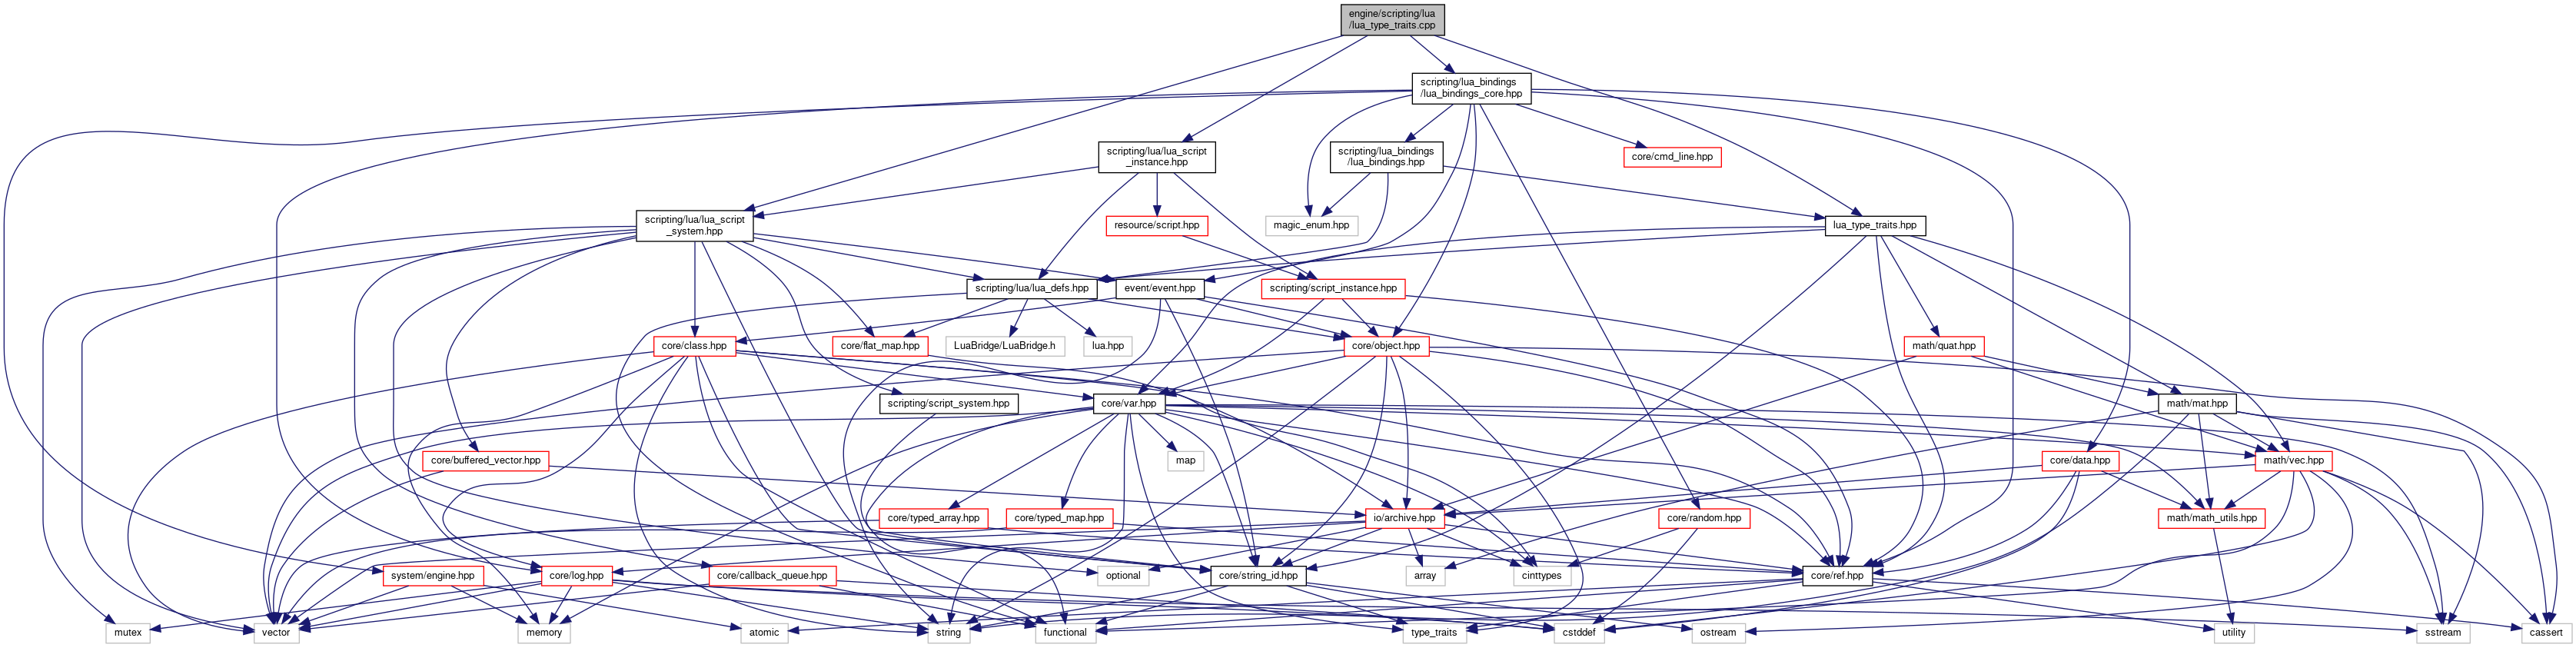 engine/scripting/lua
/lua_type_traits.cpp
scripting/lua_bindings
/lua_bindings_core.hpp
scripting/lua/lua_script
_instance.hpp
scripting/lua_bindings
/lua_bindings.hpp
core/cmd_line.hpp
scripting/lua/lua_script
_system.hpp
resource/script.hpp
magic_enum.hpp
lua_type_traits.hpp
scripting/lua/lua_defs.hpp
event/event.hpp
scripting/script_instance.hpp
core/class.hpp
core/flat_map.hpp
LuaBridge/LuaBridge.h
lua.hpp
core/object.hpp
math/quat.hpp
scripting/script_system.hpp
core/var.hpp
math/mat.hpp
core/buffered_vector.hpp
map
core/data.hpp
math/vec.hpp
core/typed_array.hpp
core/typed_map.hpp
io/archive.hpp
core/random.hpp
math/math_utils.hpp
system/engine.hpp
core/log.hpp
core/callback_queue.hpp
optional
core/string_id.hpp
array
cinttypes
core/ref.hpp
mutex
vector
memory
atomic
string
functional
type_traits
cstddef
ostream
utility
sstream
cassert